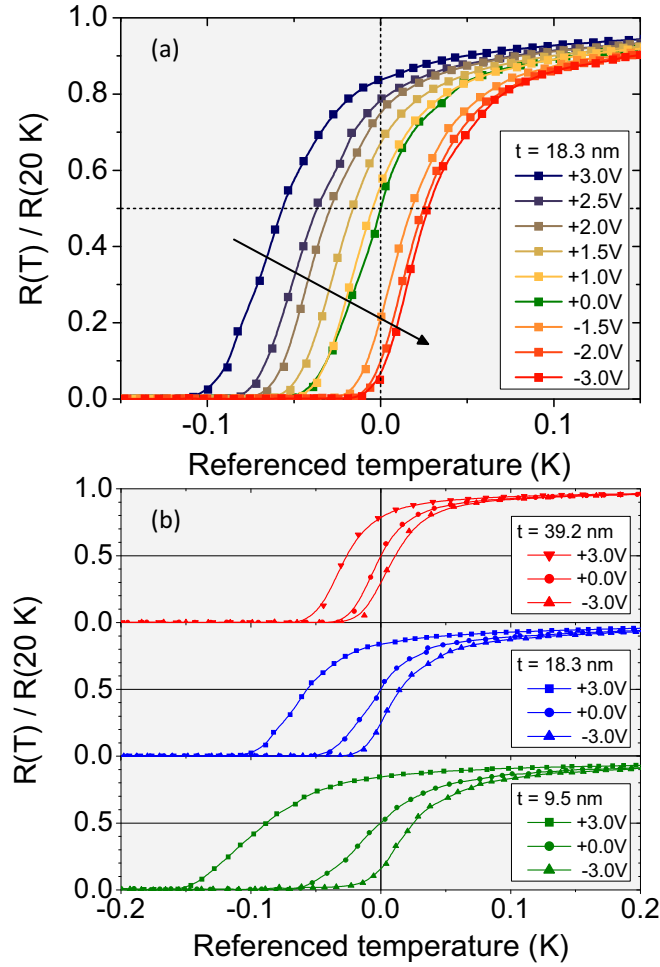 (a)
R(T) / R(20 K)
1.0
0.8
0.6
0.4
0.2
0.0
t = 18.3 nm
+3.0V
+2.5V
+2.0V
+1.5V
+1.0V
+0.0V
-1.5V
-2.0V
-3.0V
-0.1
0.0
0.1
Referenced temperature (K)
(b)
R(T) / R(20 K)
1.0
0.5
0.0
t = 39.2 nm
+3.0V
+0.0V
-3.0V
0.5
0.0
t = 18.3 nm
+3.0V
+0.0V
-3.0V
0.5
0.0
t = 9.5 nm
+3.0V
+0.0V
-3.0V
-0.2
-0.1
0.0
0.1
0.2
Referenced temperature (K)